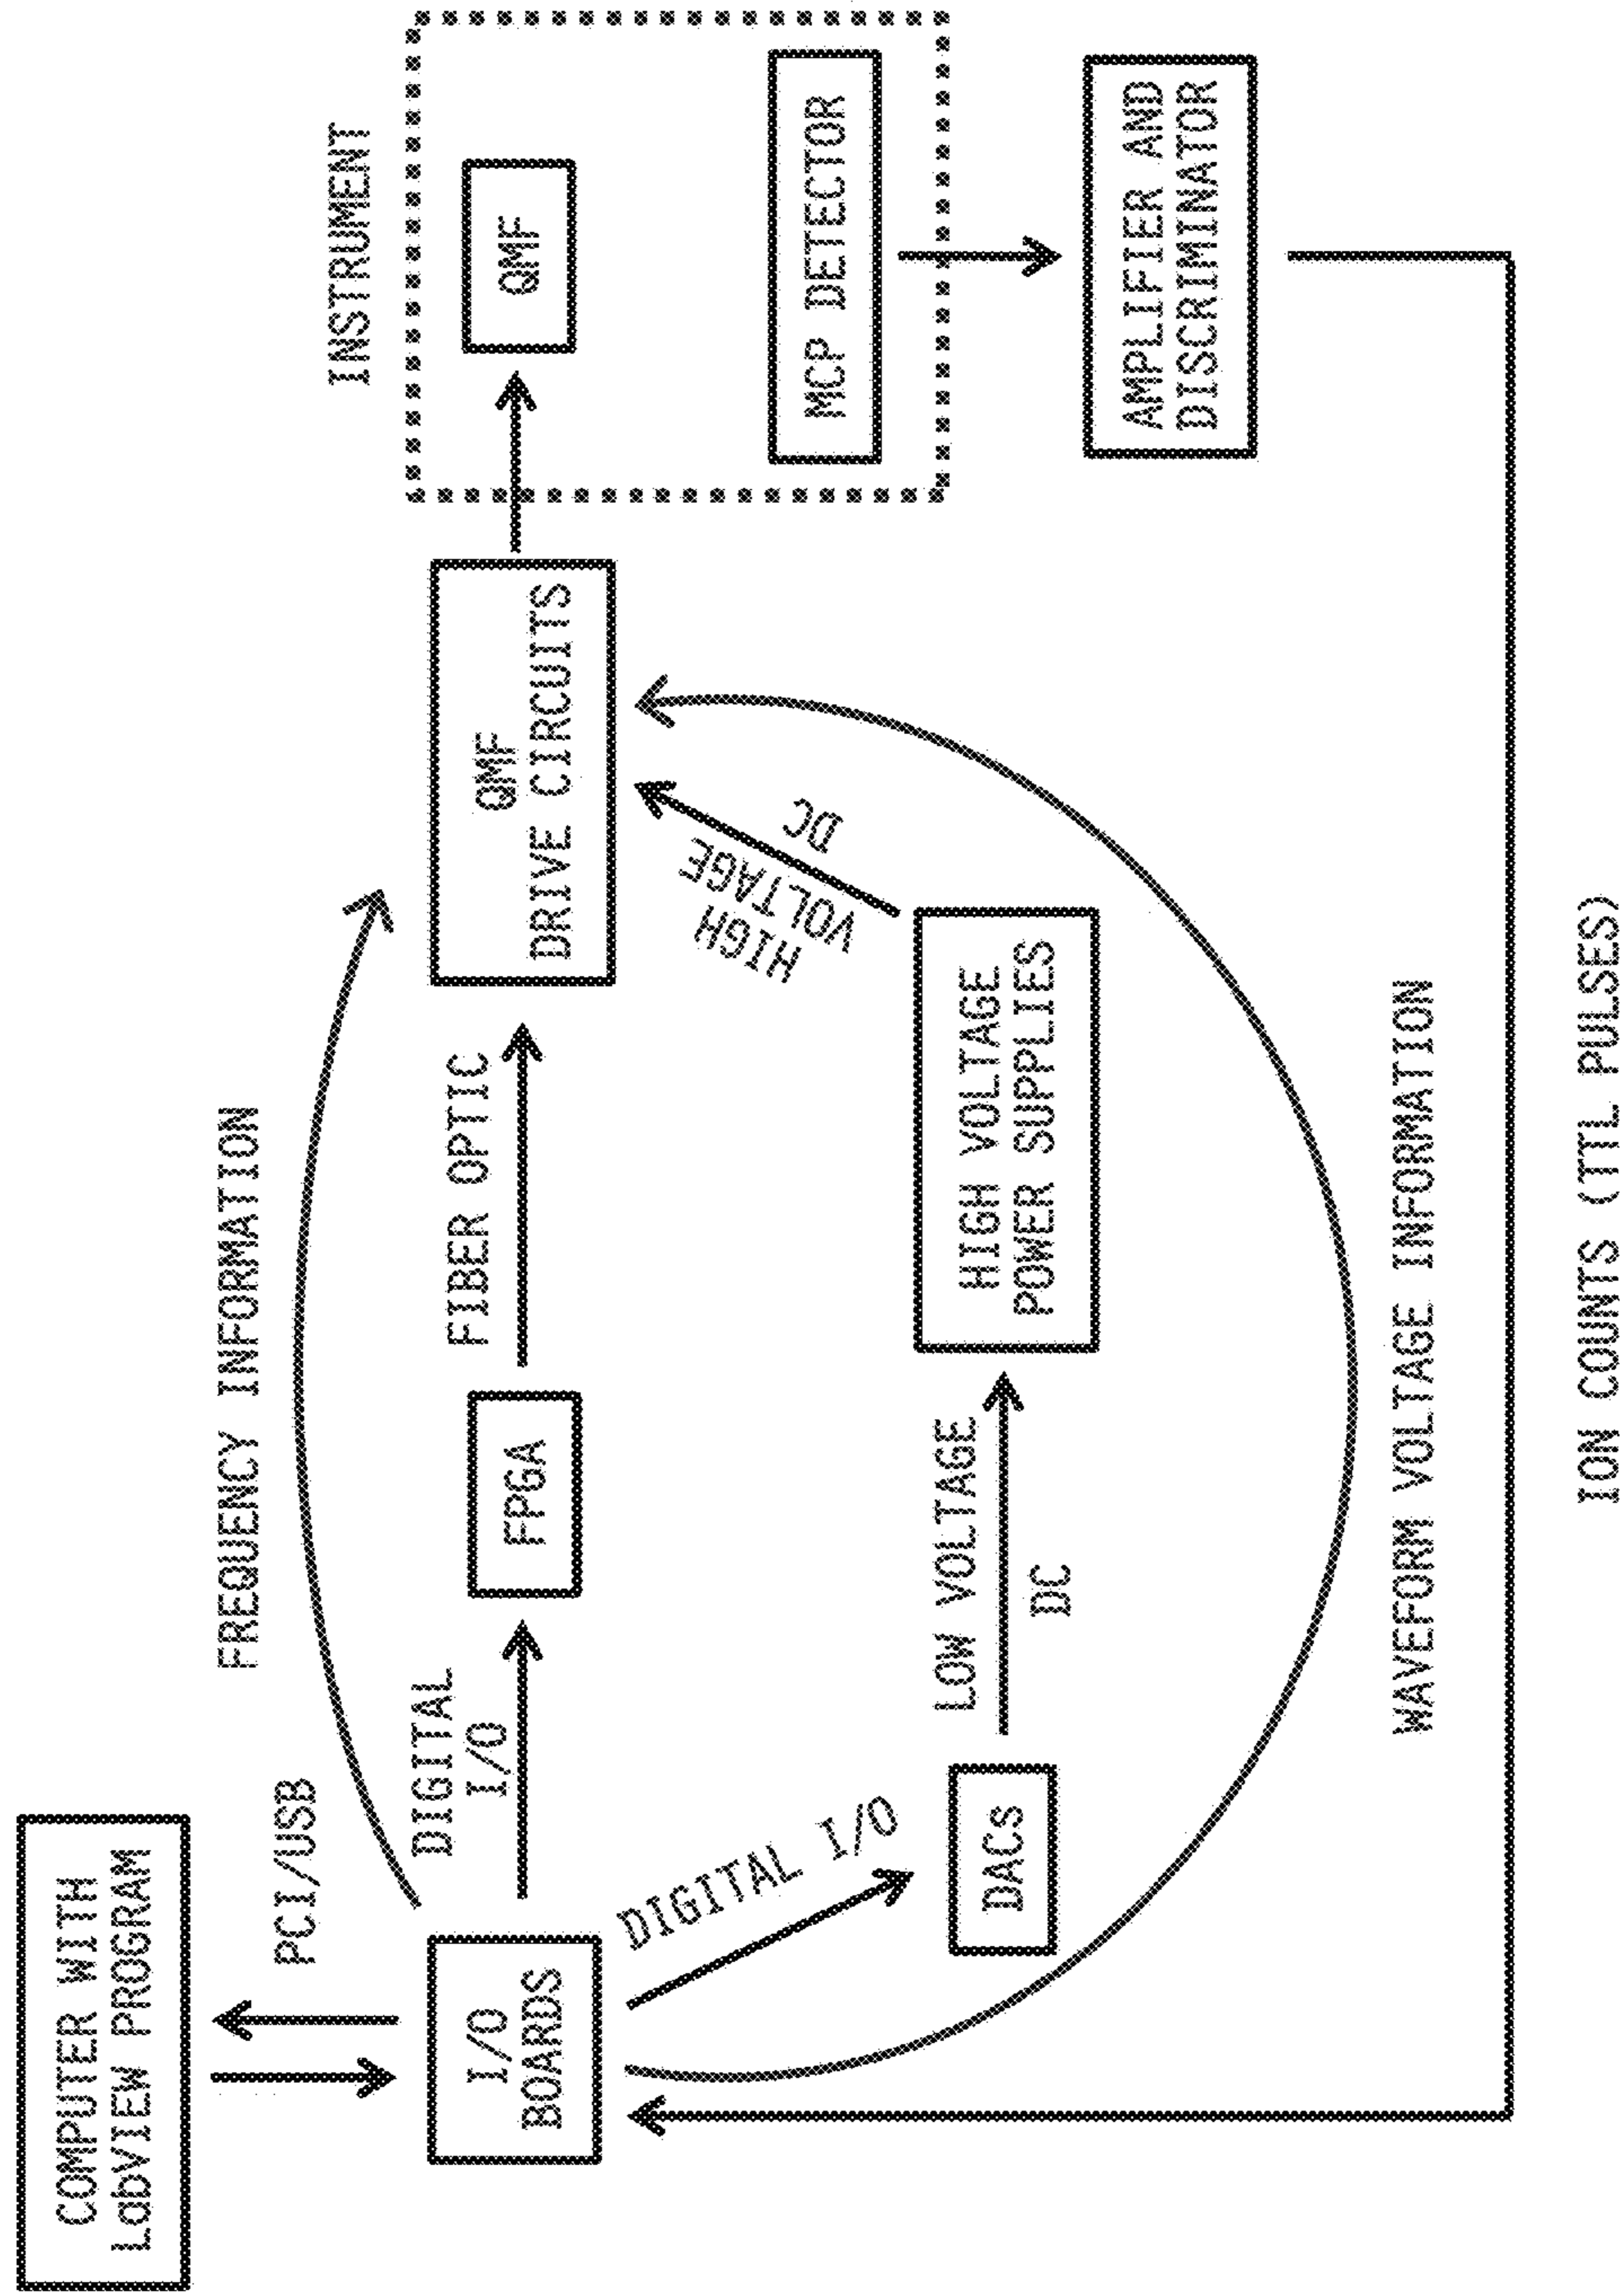 COMPUTER WITH
LabVIEW PROGRAM
PCI/USB
FREQUENCY INFORMATION
I/O
BOARDS
DIGITAL
I/O
FPGA
FIBER OPTIC
QMF
DRIVE CIRCUITS
INSTRUMENT
QMF
MCP DETECTOR
AMPLIFIER AND
DISCRIMINATOR
DIGITAL I/O
DACs
LOW VOLTAGE
DC
HIGH VOLTAGE
POWER SUPPLIES
HIGH
VOLTAGE
DC
WAVEFORM VOLTAGE INFORMATION
ION COUNTS (TTL PULSES)